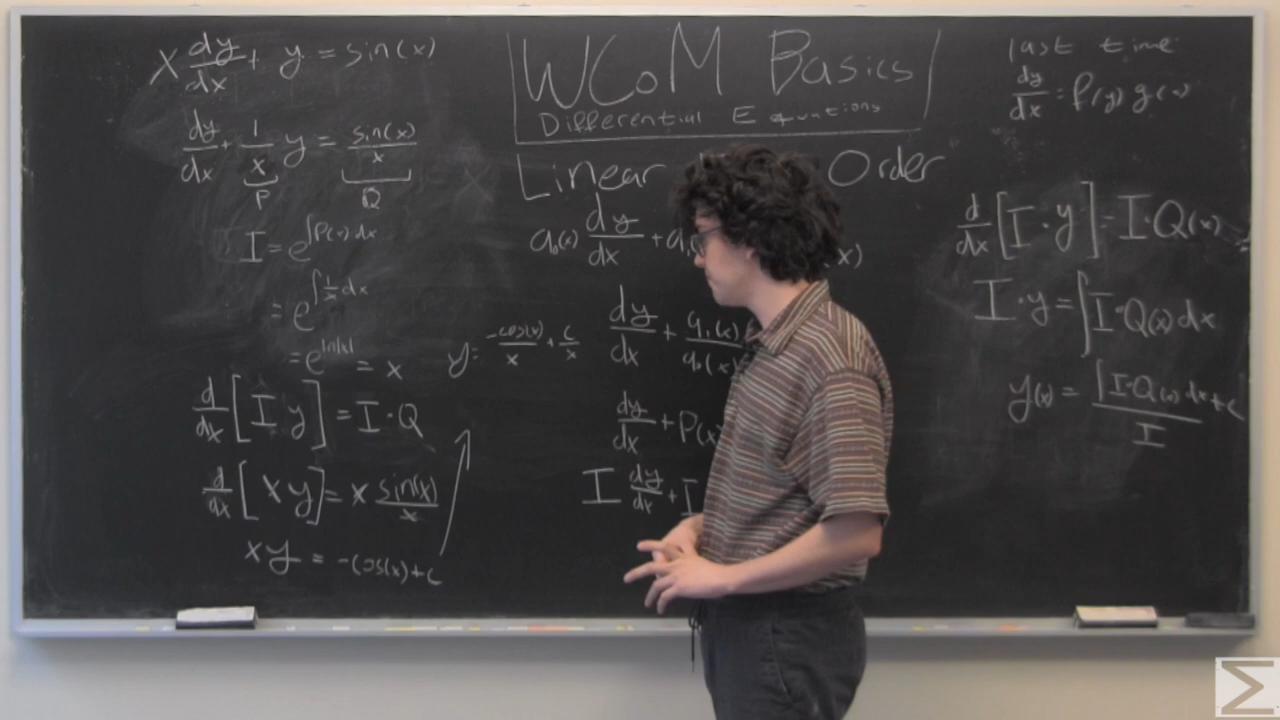 x dy/dx + y = sin(x)
dy/dx + 1/x y = sin(x)/x
P Q
I = e^∫P(x)dx
= e^∫1/x dx
= e^ln|x| = x
d/dx [I y] = I·Q
d/dx [xy] = x sin(x)/x
xy = -cos(x)+c
y = -cos(x)/x + c/x
WCoM Basics
Differential Equations
Linear Order
a₀(x) dy/dx + a₁ x)
dy/dx + a₁(x)/a₀(x)
dy/dx + P(x
I dy/dx + I
last time
dy/dx = f(y) g(x)
d/dx [I·y] = I·Q(x)
I·y = ∫I·Q(x)dx
y(x) = ∫I·Q(x)dx+c / I
Σ